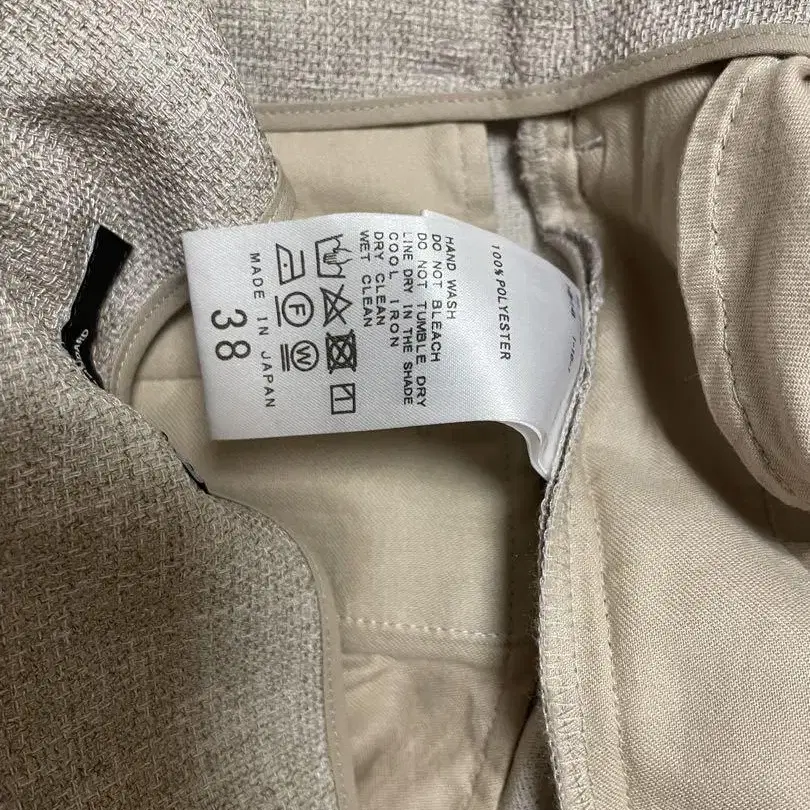 100% POLYESTER
HAND WASH
DO NOT BLEACH
DO NOT TUMBLE DRY
LINE DRY IN THE SHADE
COOL IRON
DRY CLEAN
WET CLEAN
F
W
MADE IN JAPAN
38